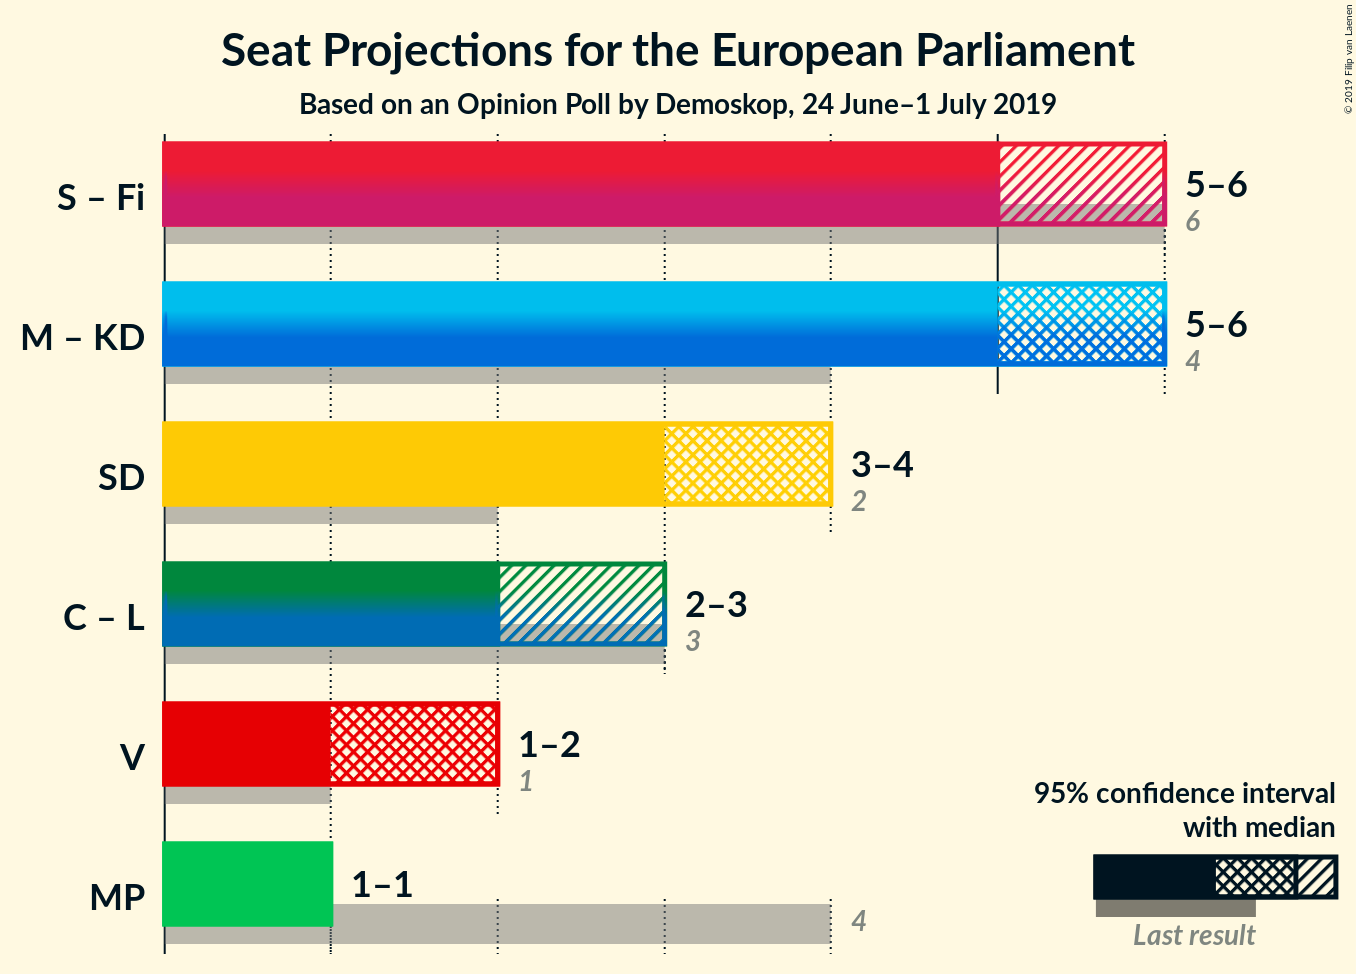 Seat Projections for the European Parliament
Based on an Opinion Poll by Demoskop, 24 June–1 July 2019
© 2019 Filip van Laenen
S – Fi
5–6
6
M – KD
5–6
4
SD
3–4
2
C – L
2–3
3
V
1–2
1
MP
1–1
4
95% confidence interval
with median
Last result